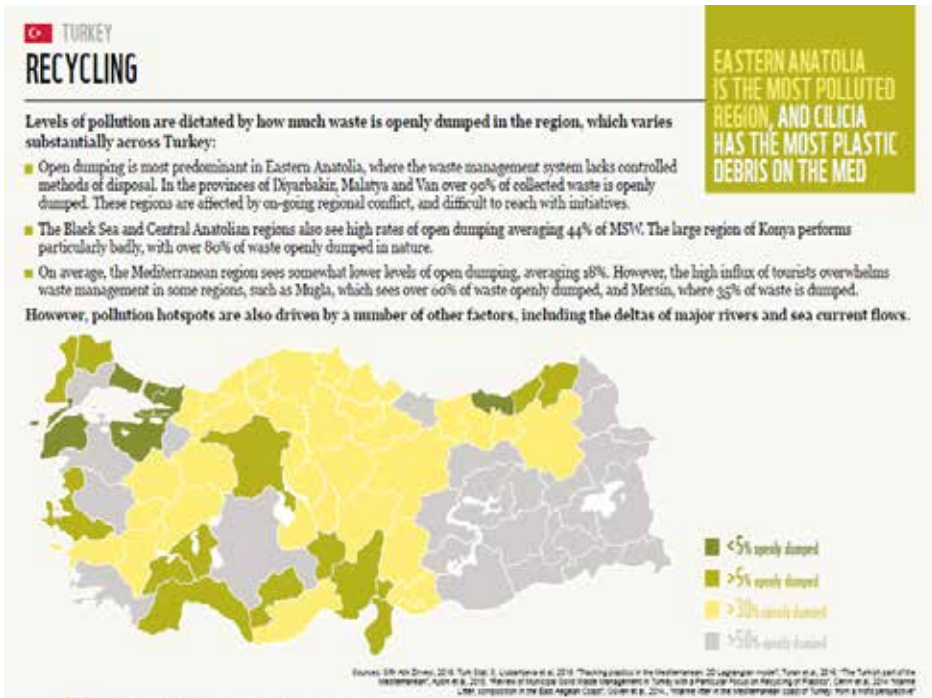 TURKEY
RECYCLING
EASTERN ANATOLIA
IS THE MOST POLLUTED
REGION, AND CILICIA
HAS THE MOST PLASTIC
DEBRIS ON THE MED
Levels of pollution are dictated by how much waste is openly dumped in the region, which varies
substantially across Turkey:
Open dumping is most predominant in Eastern Anatolia, where the waste management system lacks controlled
methods of disposal. In the provinces of Diyarbakir, Malatya and Van over 90% of collected waste is openly
dumped. These regions are affected by on-going regional conflict, and difficult to reach with initiatives.
The Black Sea and Central Anatolian regions also see high rates of open dumping averaging 44% of MSW. The large region of Konya performs
particularly badly, with over 80% of waste openly dumped in nature.
On average, the Mediterranean region sees somewhat lower levels of open dumping, averaging 18%. However, the high influx of tourists overwhelms
waste management in some regions, such as Mugla, which sees over 60% of waste openly dumped, and Mersin, where 35% of waste is dumped.
However, pollution hotspots are also driven by a number of other factors, including the deltas of major rivers and sea current flows.
<5% openly dumped
>5% openly dumped
>30% openly dumped
>50% openly dumped